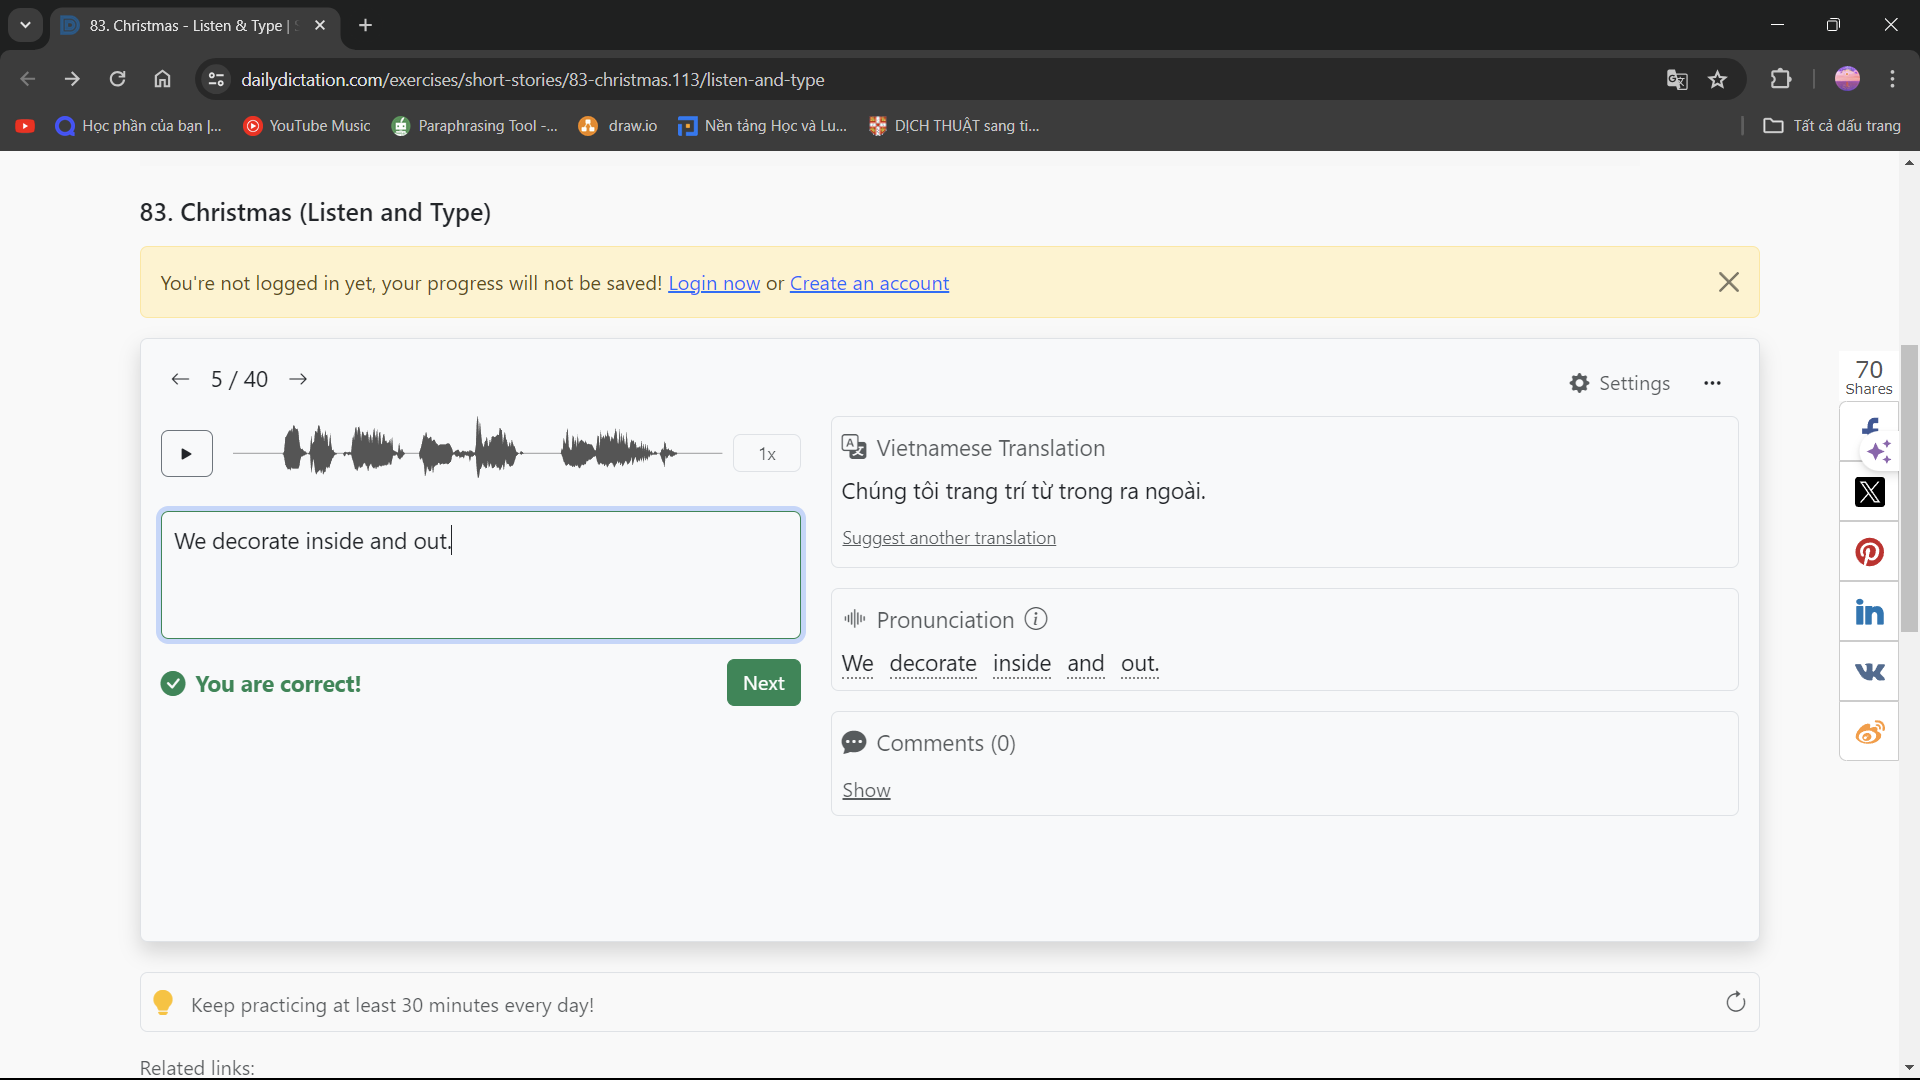 83. Christmas - Listen & Type |
dailydictation.com/exercises/short-stories/83-christmas.113/listen-and-type
Học phần của bạn |...
YouTube Music
Paraphrasing Tool -...
draw.io
Nền tảng Học và Lu...
DỊCH THUẬT sang ti...
Tất cả dấu trang
83. Christmas (Listen and Type)
You're not logged in yet, your progress will not be saved! Login now or Create an account
5 / 40
Settings
1x
We decorate inside and out.
You are correct!
Next
Vietnamese Translation
Chúng tôi trang trí từ trong ra ngoài.
Suggest another translation
Pronunciation
We decorate inside and out.
Comments (0)
Show
70
Shares
Keep practicing at least 30 minutes every day!
Related links: